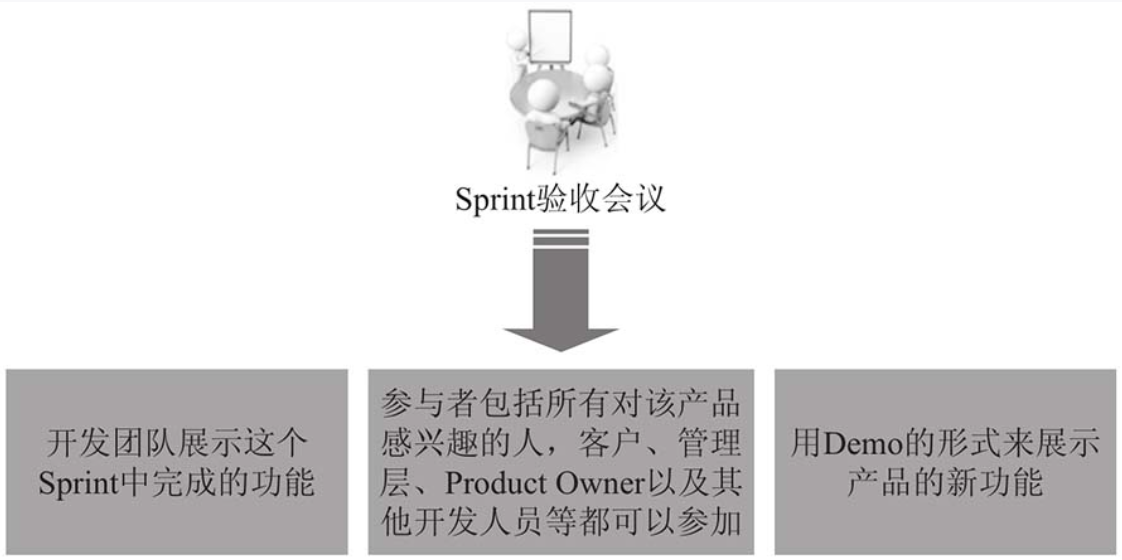 Sprint验收会议
开发团队展示这个
Sprint中完成的功能
参与者包括所有对该产品
感兴趣的人，客户、管理
层、Product Owner以及其
他开发人员等都可以参加
用Demo的形式来展示
产品的新功能